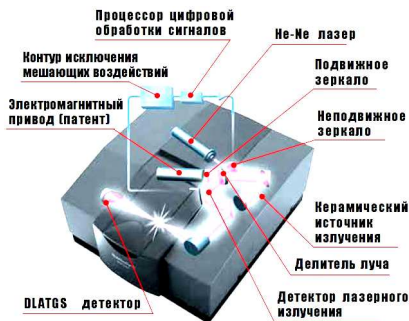 Процессор цифровой
обработки сигналов
He-Ne лазер
Контур исключения
мешающих воздействий
Подвижное
зеркало
Электромагнитный
привод (патент)
Неподвижное
зеркало
Керамический
источник
излучения
Делитель луча
DLATGS детектор
Детектор лазерного
излучения